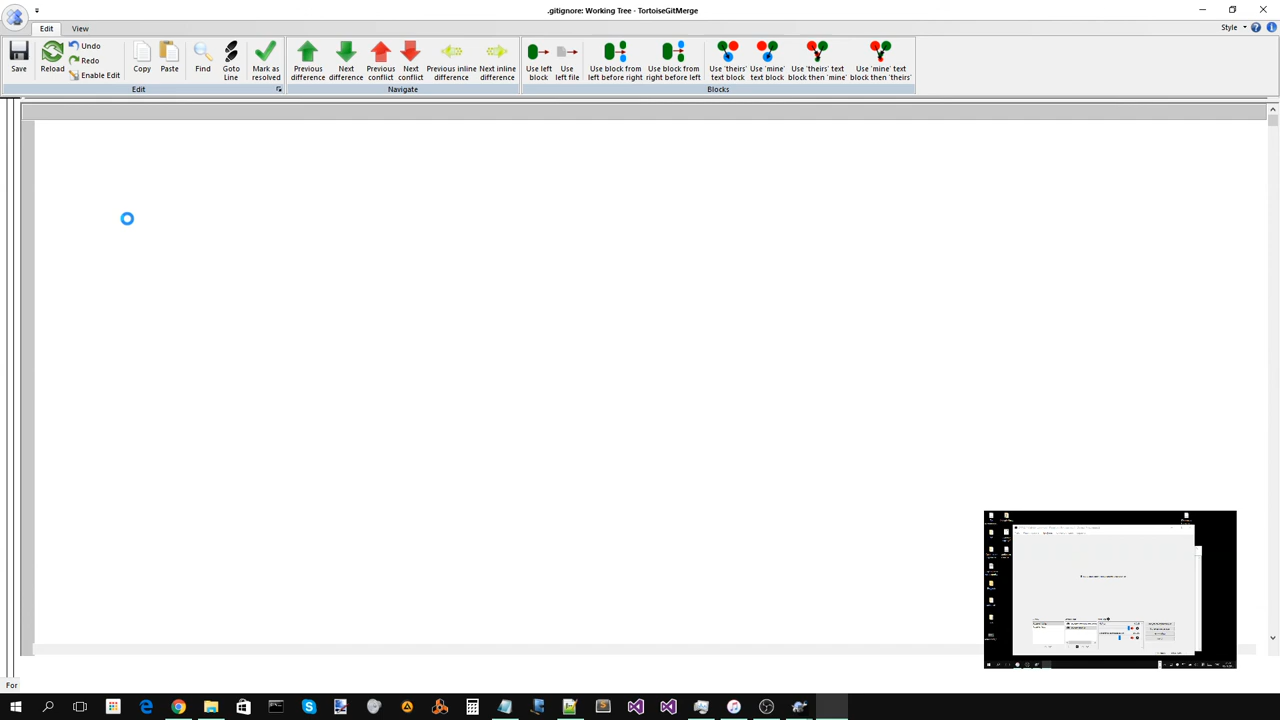 .gitignore: Working Tree - TortoiseGitMerge
Edit
View
Style
Save
Reload
Undo
Redo
Enable Edit
Copy
Paste
Find
Goto
Line
Mark as
resolved
Previous
difference
Next
difference
Previous
conflict
Next
conflict
Previous inline
difference
Next inline
difference
Use left
block
Use
left file
Use block from
left before right
Use block from
right before left
Use 'theirs'
text block
Use 'mine'
text block
Use 'theirs' text
block then 'mine'
Use 'mine' text
block then 'theirs'
Edit
Navigate
Blocks
For